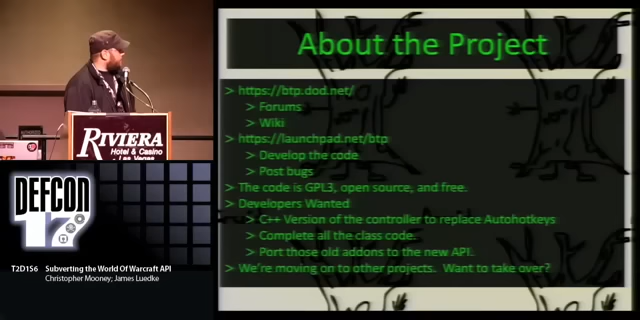 About the Project
> https://btp.dod.net/
> Forums
> Wiki
> https://launchpad.net/btp
> Develop the code
> Post bugs
> The code is GPL3, open source, and free.
> Developers Wanted
> C++ Version of the controller to replace Autohotkeys
> Complete all the class code.
> Port those old addons to the new API.
> We're moving on to other projects. Want to take over?
RIVIERA
Hotel & Casino
Las Vegas
DEFCON
17
T2D1S6 Subverting the World Of Warcraft API
Christopher Mooney; James Luedke